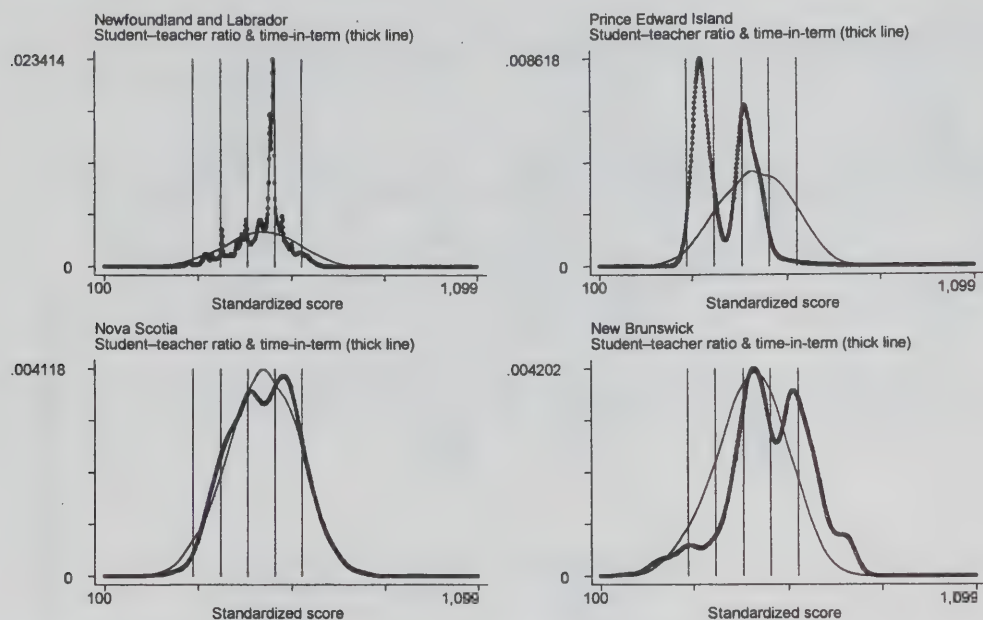 Newfoundland and Labrador
Student–teacher ratio & time-in-term (thick line)
.023414
0
100
1,099
Standardized score
Prince Edward Island
Student–teacher ratio & time-in-term (thick line)
.008618
0
100
1,099
Standardized score
Nova Scotia
Student–teacher ratio & time-in-term (thick line)
.004118
0
100
1,099
Standardized score
New Brunswick
Student–teacher ratio & time-in-term (thick line)
.004202
0
100
1,099
Standardized score